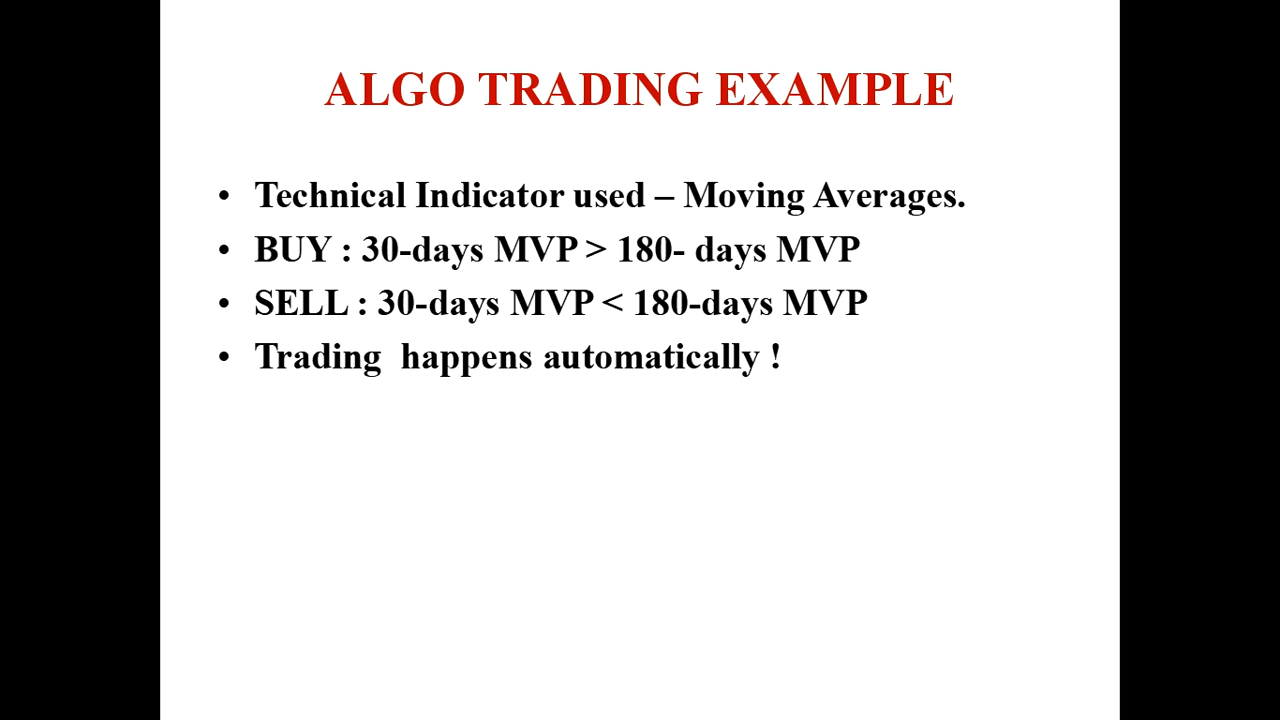 ALGO TRADING EXAMPLE
• Technical Indicator used – Moving Averages.
• BUY : 30-days MVP > 180- days MVP
• SELL : 30-days MVP < 180-days MVP
• Trading  happens automatically !